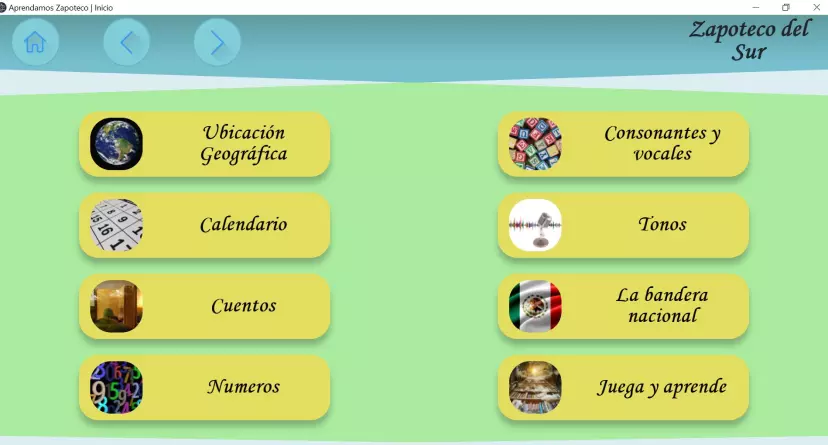 Aprendamos Zapoteco | Inicio
Zapoteco del
Sur
Ubicación
Geográfica
Consonantes y
vocales
Calendario
Tonos
Cuentos
La bandera
nacional
Numeros
Juega y aprende